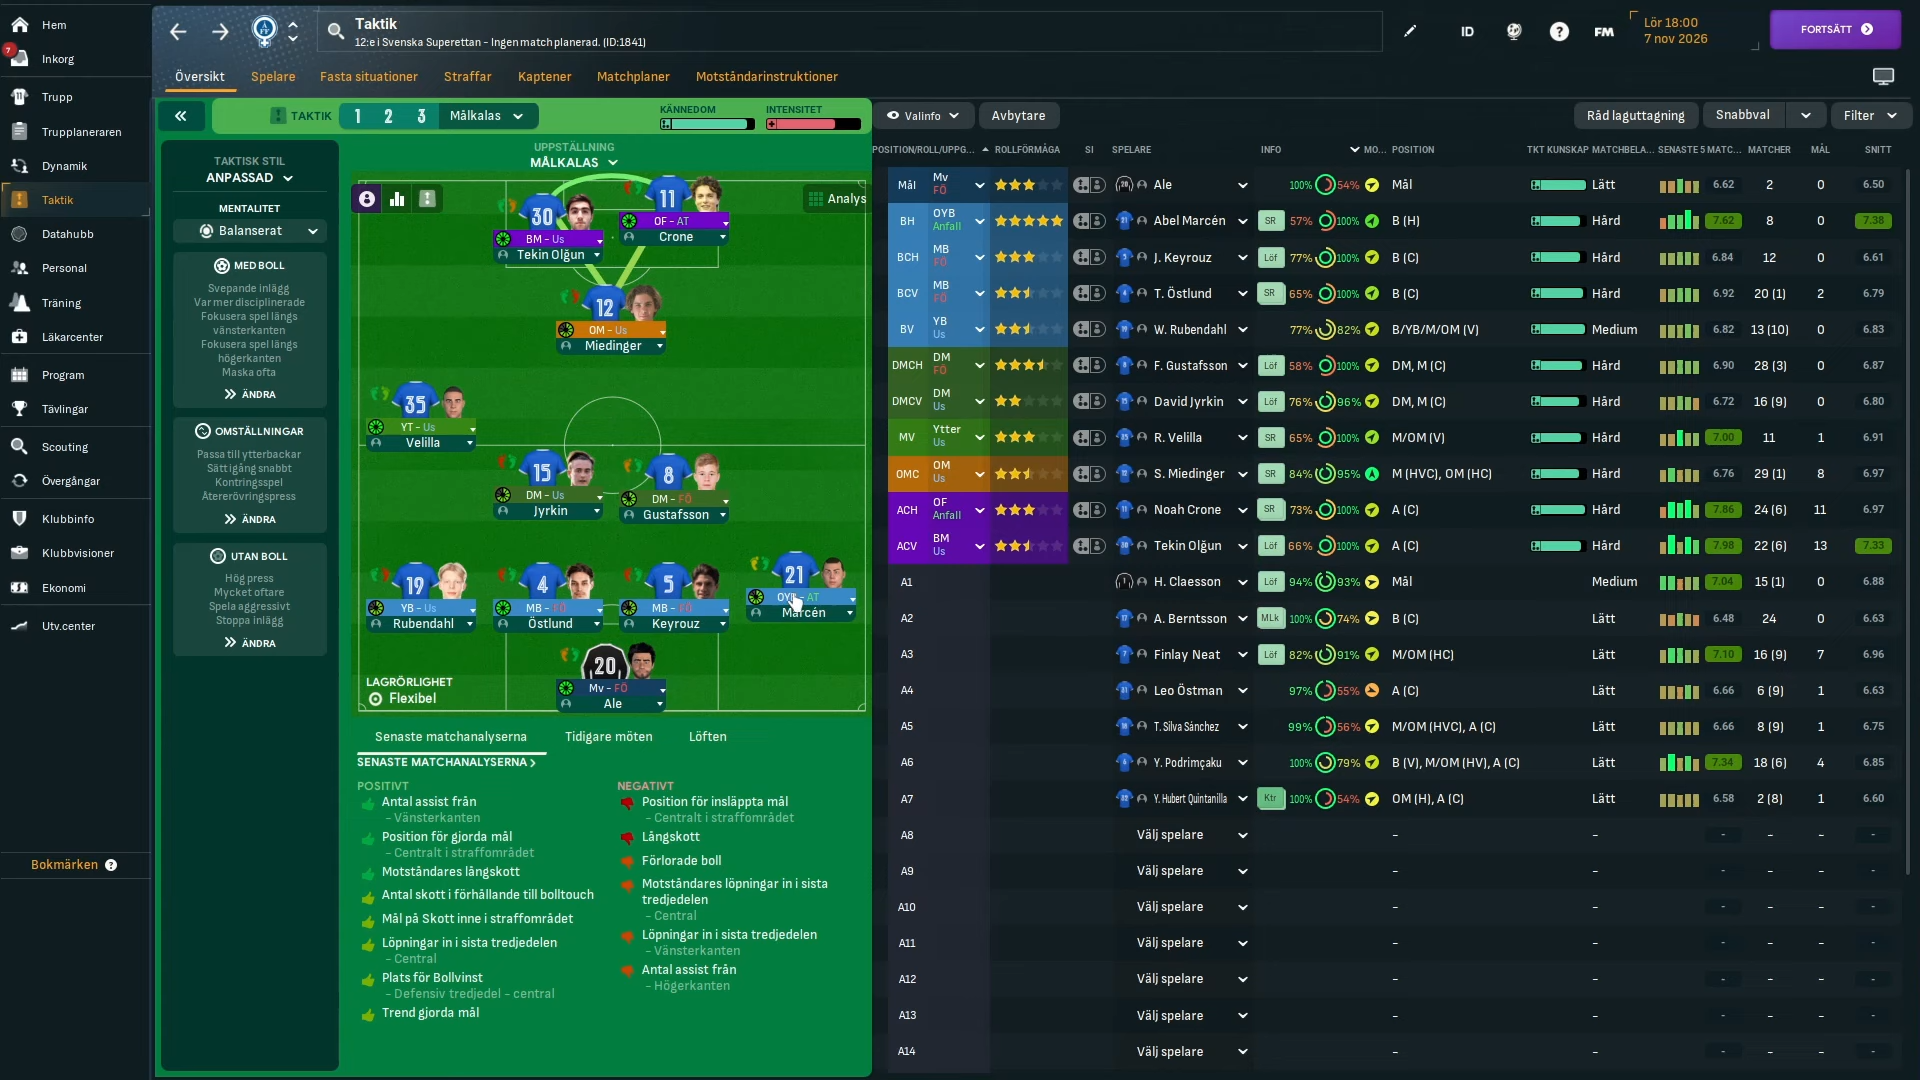 Hem
7
Inkorg
Trupp
Trupplaneraren
Dynamik
Taktik
Datahubb
Personal
Träning
Läkarcenter
Program
Tävlingar
Scouting
Övergångar
Klubbinfo
Klubbvisioner
Ekonomi
Utv.center
Bokmärken ?
Taktik
12:e i Svenska Superettan - Ingen match planerad. (ID:1841)
ID ? FM
Lör 18:00
7 nov 2026
FORTSÄTT
Översikt Spelare Fasta situationer Straffar Kaptener Matchplaner Motståndarinstruktioner
TAKTIK 1 2 3 Målkalas
KÄNNEDOM INTENSITET
TAKTISK STIL
ANPASSAD
MENTALITET
Balanserat
MED BOLL
Svepande inlägg
Var mer disciplinerade
Fokusera spel längs
vänsterkanten
Fokusera spel längs
högerkanten
Maska ofta
ÄNDRA
OMSTÄLLNINGAR
Passa till ytterbackar
Sätt igång snabbt
Kontringsspel
Återerövringspress
ÄNDRA
UTAN BOLL
Hög press
Mycket oftare
Spela aggressivt
Stoppa inlägg
ÄNDRA
UPPSTÄLLNING
MÅLKALAS
Analys
30
BM - Us
Tekin Olğun
11
OF - AT
Crone
12
OM - Us
Miedinger
35
YT - Us
Velilla
15
DM - Us
Jyrkin
8
DM - FÖ
Gustafsson
19
YB - Us
Rubendahl
4
MB - FÖ
Östlund
5
MB - FÖ
Keyrouz
21
AT
Marcén
20
Mv - FÖ
Ale
LAGRÖRLIGHET
Flexibel
Senaste matchanalyserna Tidigare möten Löften
SENASTE MATCHANALYSERNA
POSITIVT
Antal assist från
- Vänsterkanten
Position för gjorda mål
- Centralt i straffområdet
Motståndares långskott
Antal skott i förhållande till bolltouch
Mål på Skott inne i straffområdet
Löpningar in i sista tredjedelen
- Central
Plats för Bollvinst
- Defensiv tredjedel - central
Trend gjorda mål
NEGATIVT
Position för insläppta mål
- Centralt i straffområdet
Långskott
Förlorade boll
Motståndares löpningar in i sista
tredjedelen
- Central
Löpningar in i sista tredjedelen
- Vänsterkanten
Antal assist från
- Högerkanten
Valinfo Avbytare Råd laguttagning Snabbval Filter
POSITION/ROLL/UPPG... ROLLFÖRMÅGA SI SPELARE INFO MO... POSITION TKT KUNSKAP MATCHBELA... SENASTE 5 MATC... MATCHER MÅL SNITT
Mål Mv FÖ Ale 100% 54% Mål Lätt 6.62 2 0 6.50
BH OYB Anfall Abel Marcén SR 57% 100% B (H) Hård 7.62 8 0 7.38
BCH MB FÖ J. Keyrouz Löf 77% 100% B (C) Hård 6.84 12 0 6.61
BCV MB FÖ T. Östlund SR 65% 100% B (C) Hård 6.92 20 (1) 2 6.79
BV YB Us W. Rubendahl 77% 82% B/YB/M/OM (V) Medium 6.82 13 (10) 0 6.83
DMCH DM FÖ F. Gustafsson Löf 58% 100% DM, M (C) Hård 6.90 28 (3) 0 6.87
DMCV DM Us David Jyrkin Löf 76% 96% DM, M (C) Hård 6.72 16 (9) 0 6.80
MV Ytter Us R. Velilla SR 65% 100% M/OM (V) Hård 7.00 11 1 6.91
OMC OM Us S. Miedinger SR 84% 95% M (HVC), OM (HC) Hård 6.76 29 (1) 8 6.97
ACH OF Anfall Noah Crone SR 73% 100% A (C) Hård 7.86 24 (6) 11 6.97
ACV BM Us Tekin Olğun Löf 66% 100% A (C) Hård 7.98 22 (6) 13 7.33
A1 H. Claesson Löf 94% 93% Mål Medium 7.04 15 (1) 0 6.88
A2 A. Berntsson MLk 100% 74% B (C) Lätt 6.48 24 0 6.63
A3 Finlay Neat Löf 82% 91% M/OM (HC) Lätt 7.10 16 (9) 7 6.96
A4 Leo Östman 97% 55% A (C) Lätt 6.66 6 (9) 1 6.63
A5 T. Silva Sánchez 99% 56% M/OM (HVC), A (C) Lätt 6.66 8 (9) 1 6.75
A6 Y. Podrimçaku 100% 79% B (V), M/OM (HV), A (C) Lätt 7.34 18 (6) 4 6.85
A7 Y. Hubert Quintanilla Ktr 100% 54% OM (H), A (C) Lätt 6.58 2 (8) 1 6.60
A8 Välj spelare - - - - - -
A9 Välj spelare - - - - - -
A10 Välj spelare - - - - - -
A11 Välj spelare - - - - - -
A12 Välj spelare - - - - - -
A13 Välj spelare - - - - - -
A14 Välj spelare - - - - - -